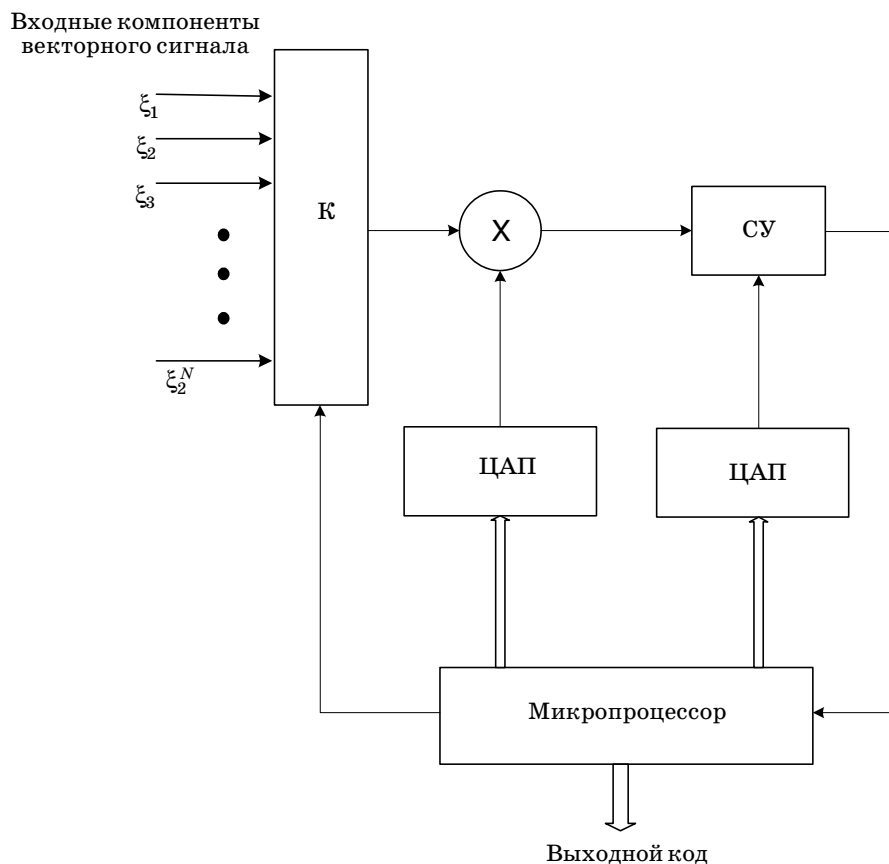 Входные компоненты
векторного сигнала
ξ₁
ξ₂
ξ₃
ξ₂ᴺ
К
X
СУ
ЦАП
ЦАП
Микропроцессор
Выходной код